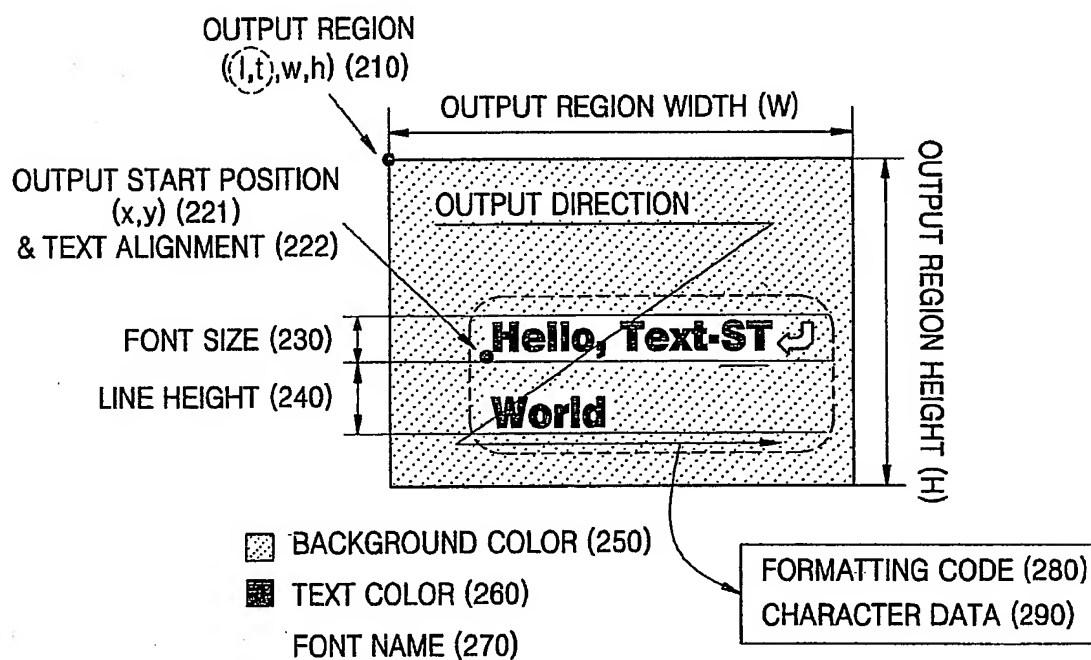 OUTPUT REGION
((l,t),w,h) (210)
OUTPUT REGION WIDTH (W)
OUTPUT START POSITION
(x,y) (221)
& TEXT ALIGNMENT (222)
OUTPUT DIRECTION
OUTPUT REGION HEIGHT (H)
FONT SIZE (230)
Hello, Text-ST
LINE HEIGHT (240)
World
BACKGROUND COLOR (250)
TEXT COLOR (260)
FONT NAME (270)
FORMATTING CODE (280)
CHARACTER DATA (290)